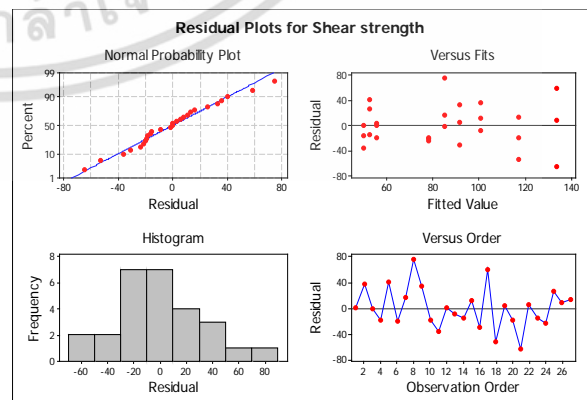 Residual Plots for Shear strength
Normal Probability Plot
Versus Fits
Percent
99
90
50
10
1
-80 -40 0 40 80
Residual
Residual
80
40
0
-40
-80
60 80 100 120 140
Fitted Value
Histogram
Versus Order
Frequency
8
6
4
2
0
-60 -40 -20 0 20 40 60 80
Residual
Residual
80
40
0
-40
-80
2 4 6 8 10 12 14 16 18 20 22 24 26
Observation Order